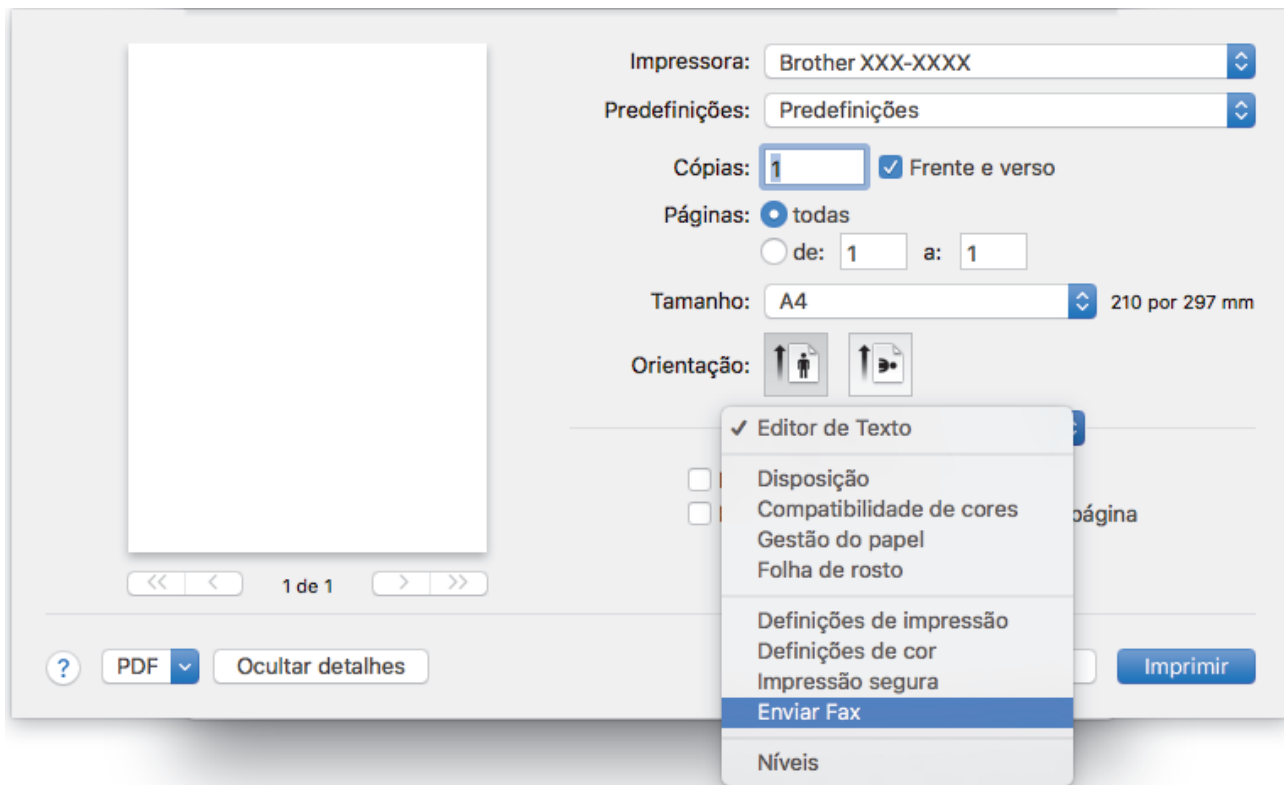 Impressora: Brother XXX-XXXX
Predefinições: Predefinições
Cópias: 1 Frente e verso
Páginas: todas
de: 1 a: 1
Tamanho: A4 210 por 297 mm
Orientação:
✓ Editor de Texto
Disposição
Compatibilidade de cores
página
Gestão do papel
Folha de rosto
<< < 1 de 1 > >>
Definições de impressão
Definições de cor
? PDF Ocultar detalhes Imprimir
Impressão segura
Enviar Fax
Níveis